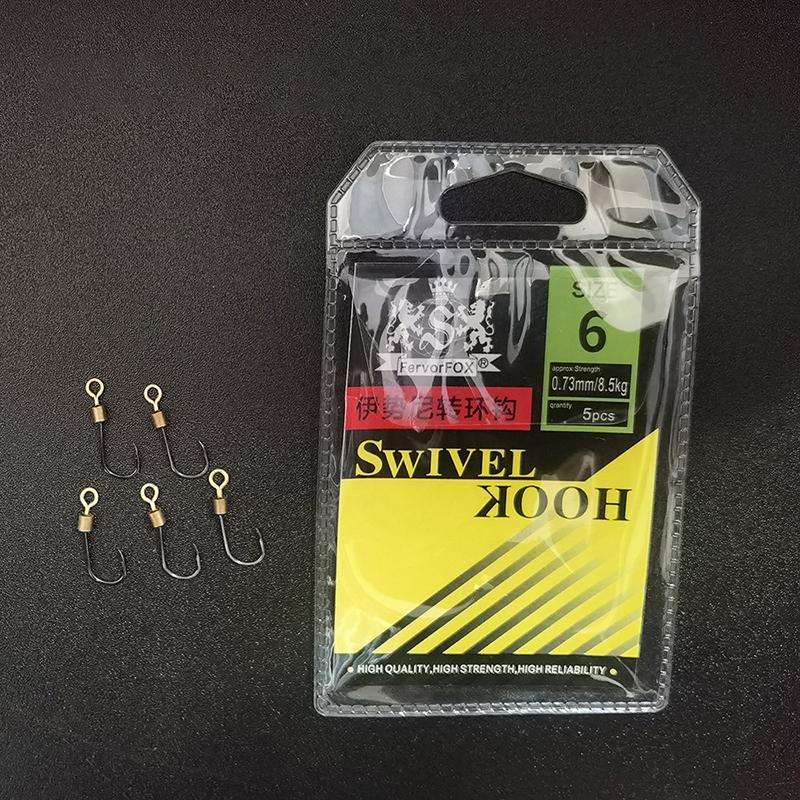 SIZE
6
S
FervorFOX®
approx.Strength
0.73mm/8.5kg
qrantity
5pcs
伊势尼转环钩
SWIVEL
HOOK
HIGH QUALITY,HIGH STRENGTH,HIGH RELIABILITY